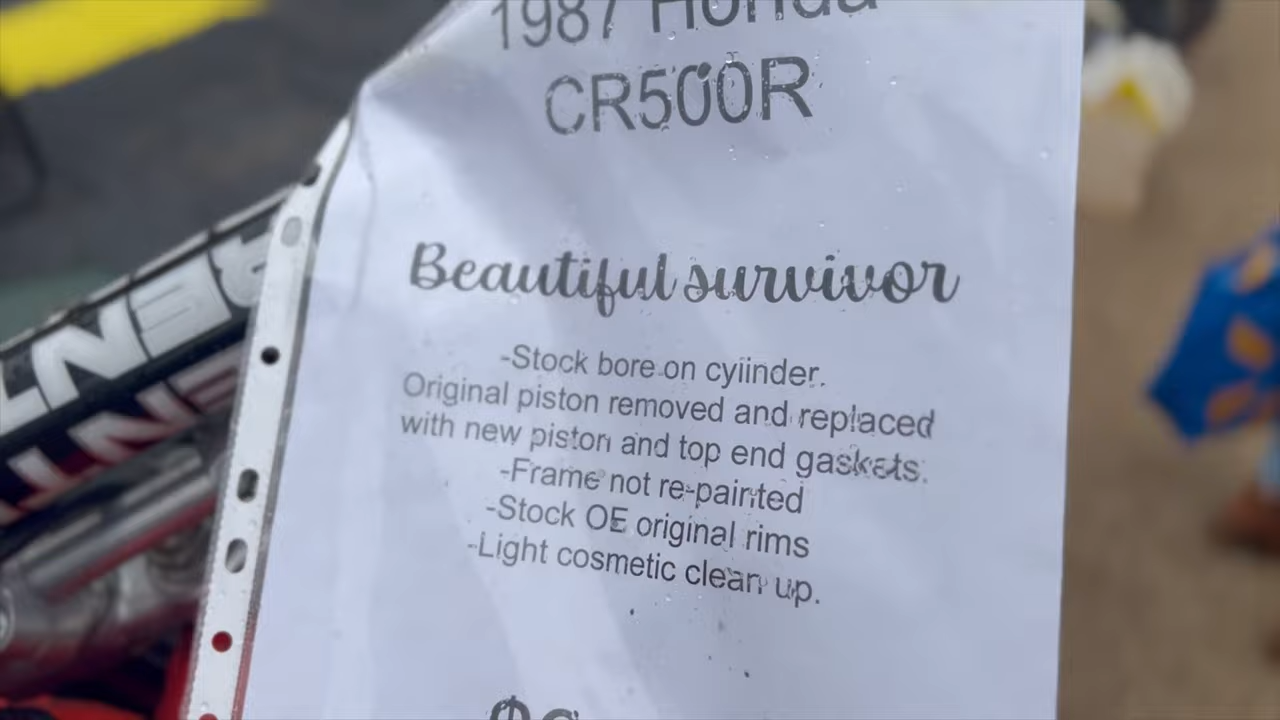 1987 Honda
CR500R
Beautiful survivor
-Stock bore on cylinder.
Original piston removed and replaced
with new piston and top end gaskets.
-Frame not re-painted
-Stock OE original rims
-Light cosmetic clean up.